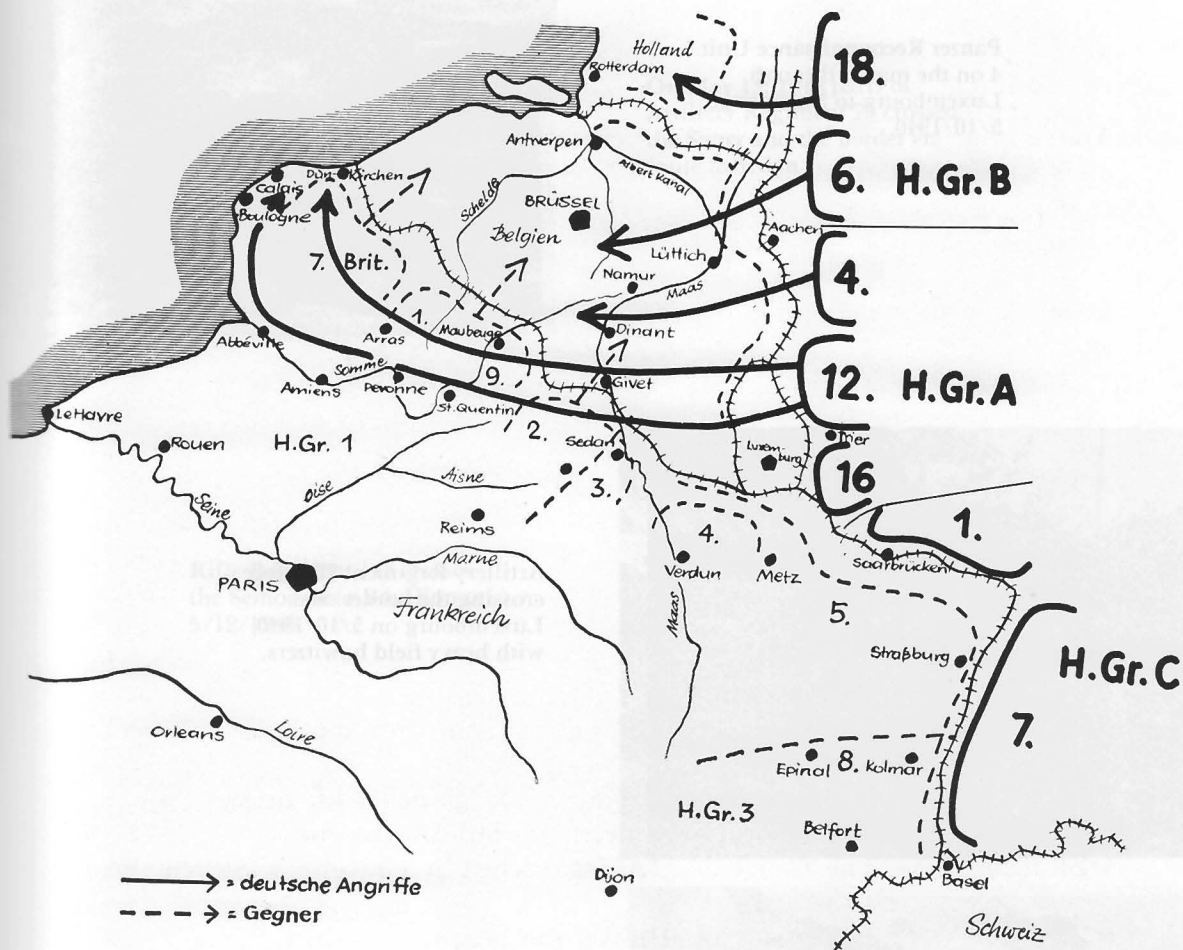 Holland
Rotterdam
18.
Antwerpen
Albert Kanal
6.
H.Gr.B
Calais
Dün-Kirchen
Boulogne
Schelde
BRÜSSEL
Belgien
Aachen
Lüttich
7.
Brit.
Namur
Maas
4.
1.
Maubeuge
Dinant
Abbéville
Arras
Somme
Amiens
Peronne
9.
Givet
12.
H.Gr.A
St.Quentin
LeHavre
Rouen
H.Gr. 1
2.
Sedan
Trier
Luxem-
burg
16
Oise
Aisne
3.
Seine
Reims
4.
1.
Marne
Verdun
Metz
Saarbrücken
PARIS
Frankreich
Maas
5.
Straßburg
H.Gr.C
7.
Orleans
Loire
Epinal
8.
Kolmar
H.Gr.3
Belfort
= deutsche Angriffe
= Gegner
Dijon
Basel
Schweiz